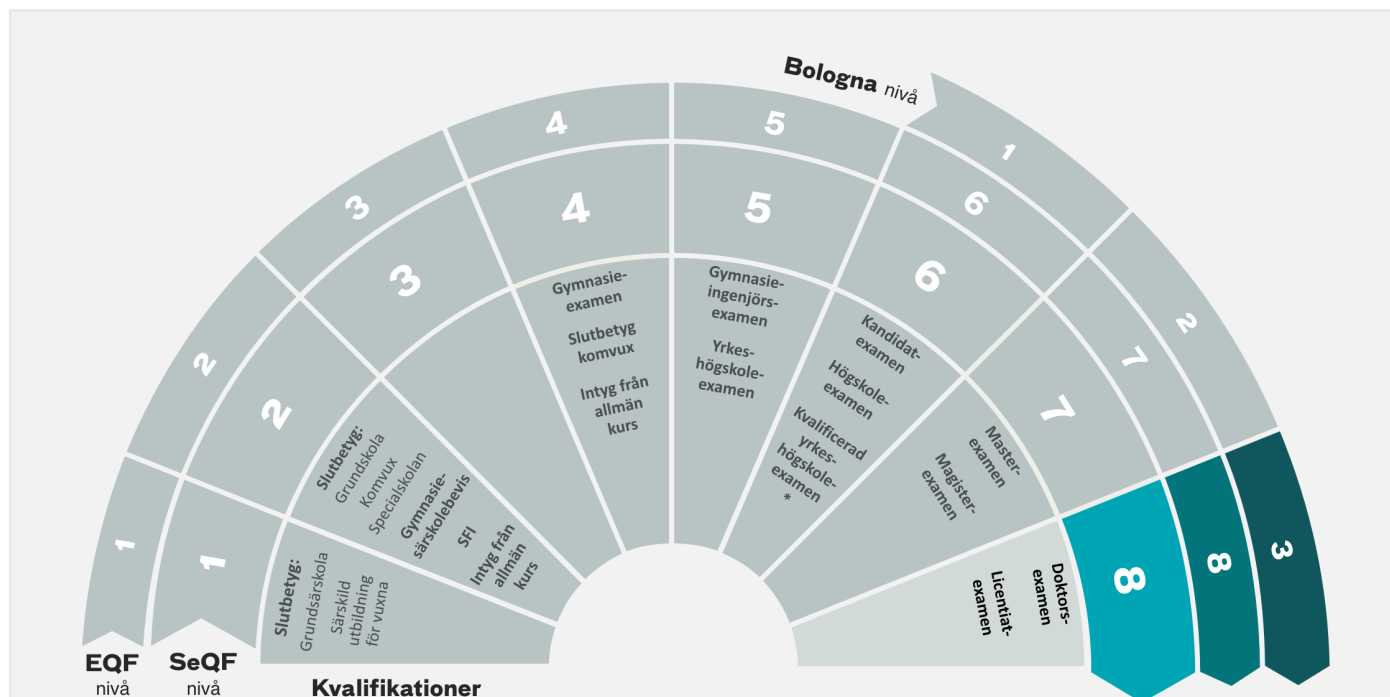 Bologna nivå
1
2
3
1
2
3
4
5
6
7
8
1
2
3
4
5
6
7
8
Slutbetyg:
Grundsärskola
Särskild
utbildning
för vuxna
Slutbetyg:
Grundskola
Komvux
Specialskolan
Gymnasie-
särskolebevis
SFI
Intyg från
allmän
kurs
Gymnasie-
examen
Slutbetyg
komvux
Intyg från
allmän
kurs
Gymnasie-
ingenjörs-
examen
Yrkes-
högskole-
examen
Kandidat-
examen
Högskole-
examen
Kvalificerad
yrkes-
högskole-
examen
*
Master-
examen
Magister-
examen
Doktors-
examen
Licentiat-
examen
EQF
nivå
SeQF
nivå
Kvalifikationer